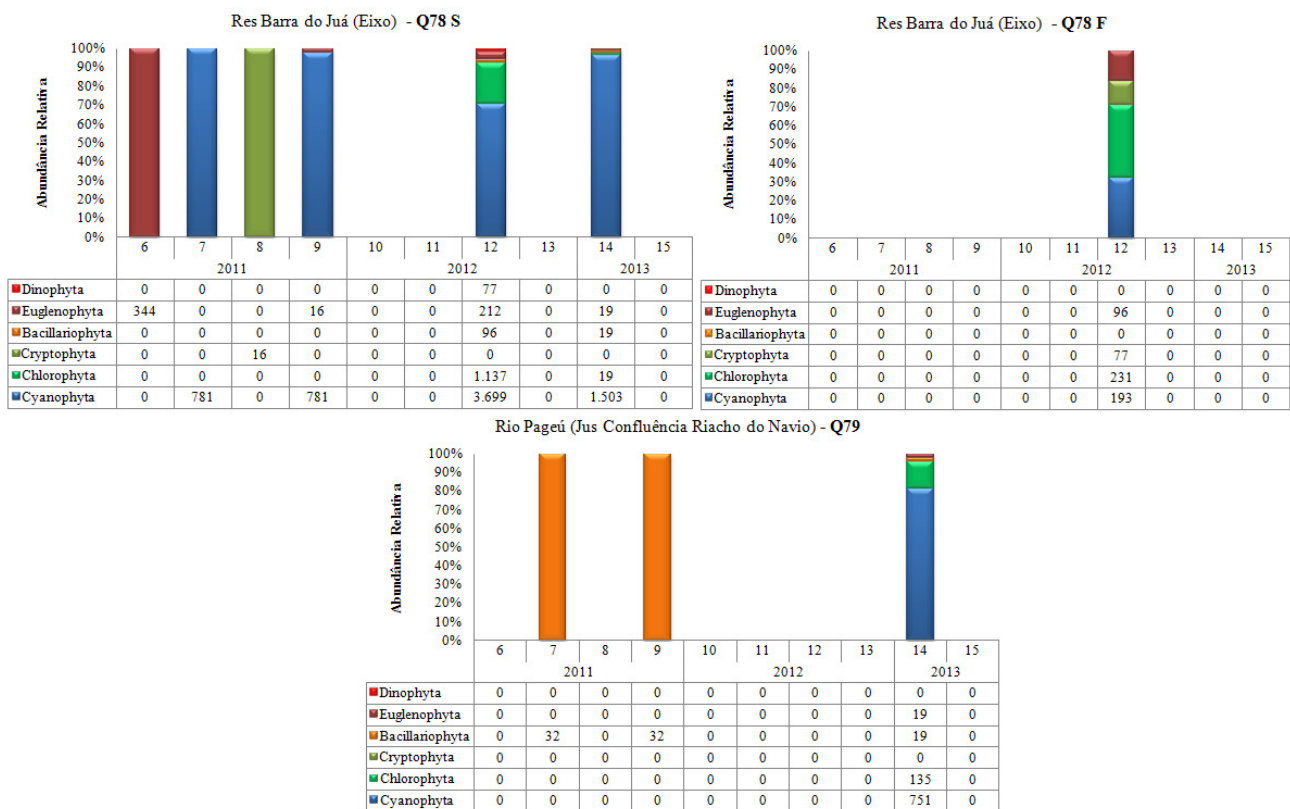 Res Barra do Juá (Eixo) - Q78 S
Abundância Relativa
100%
90%
80%
70%
60%
50%
40%
30%
20%
10%
0%
6 7 8 9 10 11 12 13 14 15
2011 2012 2013
Dinophyta 0 0 0 0 0 0 77 0 0 0
Euglenophyta 344 0 0 16 0 0 212 0 19 0
Bacillariophyta 0 0 0 0 0 0 96 0 19 0
Cryptophyta 0 0 16 0 0 0 0 0 0 0
Chlorophyta 0 0 0 0 0 0 1.137 0 19 0
Cyanophyta 0 781 0 781 0 0 3.699 0 1.503 0
Res Barra do Juá (Eixo) - Q78 F
Abundância Relativa
100%
90%
80%
70%
60%
50%
40%
30%
20%
10%
0%
6 7 8 9 10 11 12 13 14 15
2011 2012 2013
Dinophyta 0 0 0 0 0 0 0 0 0 0
Euglenophyta 0 0 0 0 0 0 96 0 0 0
Bacillariophyta 0 0 0 0 0 0 0 0 0 0
Cryptophyta 0 0 0 0 0 0 77 0 0 0
Chlorophyta 0 0 0 0 0 0 231 0 0 0
Cyanophyta 0 0 0 0 0 0 193 0 0 0
Rio Pageú (Jus Confluência Riacho do Navio) - Q79
Abundância Relativa
100%
90%
80%
70%
60%
50%
40%
30%
20%
10%
0%
6 7 8 9 10 11 12 13 14 15
2011 2012 2013
Dinophyta 0 0 0 0 0 0 0 0 0 0
Euglenophyta 0 0 0 0 0 0 0 0 19 0
Bacillariophyta 0 32 0 32 0 0 0 0 19 0
Cryptophyta 0 0 0 0 0 0 0 0 0 0
Chlorophyta 0 0 0 0 0 0 0 0 135 0
Cyanophyta 0 0 0 0 0 0 0 0 751 0